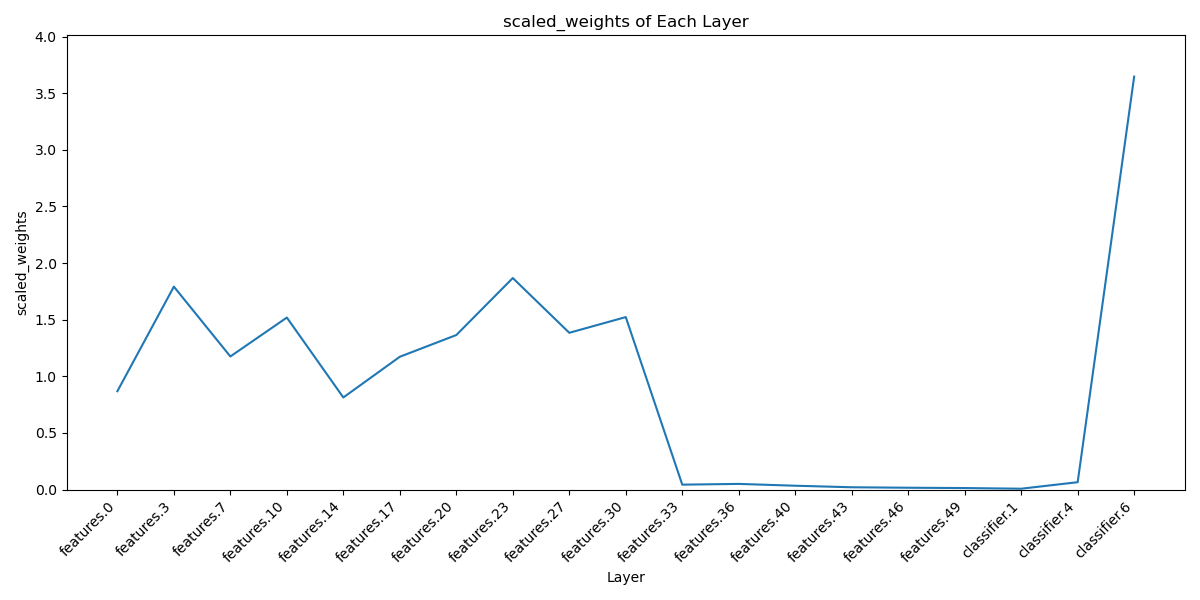 scaled_weights of Each Layer
scaled_weights
4.0
3.5
3.0
2.5
2.0
1.5
1.0
0.5
0.0
features.0
features.3
features.7
features.10
features.14
features.17
features.20
features.23
features.27
features.30
features.33
features.36
features.40
features.43
features.46
features.49
classifier.1
classifier.4
classifier.6
Layer